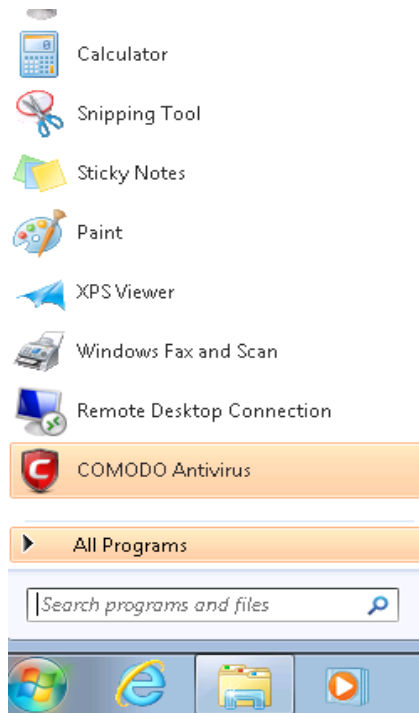 Calculator
Snipping Tool
Sticky Notes
Paint
XPS Viewer
Windows Fax and Scan
Remote Desktop Connection
COMODO Antivirus
All Programs
Search programs and files